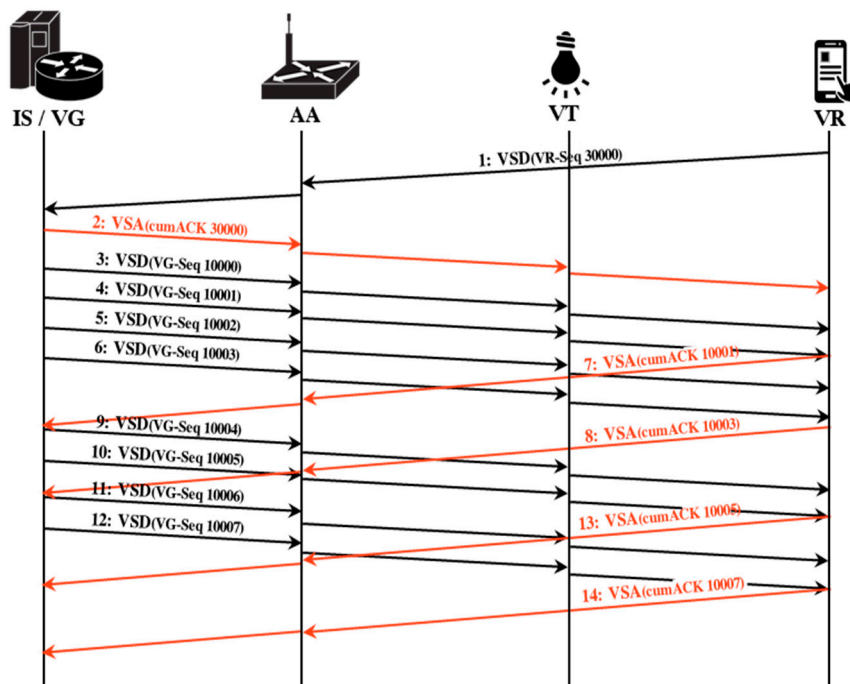 IS / VG
AA
VT
VR
1: VSD(VR-Seq 30000)
2: VSA(cumACK 30000)
3: VSD(VG-Seq 10000)
4: VSD(VG-Seq 10001)
5: VSD(VG-Seq 10002)
6: VSD(VG-Seq 10003)
7: VSA(cumACK 10001)
9: VSD(VG-Seq 10004)
8: VSA(cumACK 10003)
10: VSD(VG-Seq 10005)
11: VSD(VG-Seq 10006)
12: VSD(VG-Seq 10007)
13: VSA(cumACK 10005)
14: VSA(cumACK 10007)